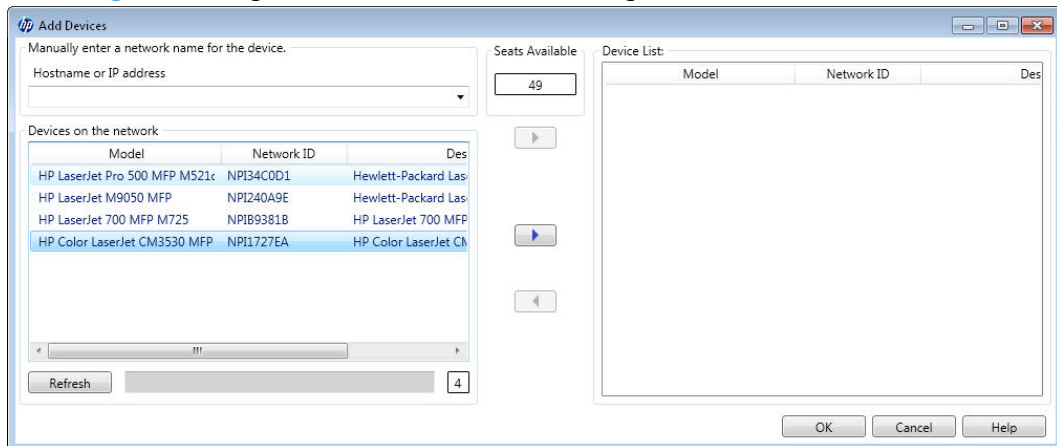 Add Devices
Manually enter a network name for the device.
Hostname or IP address
Seats Available
49
Device List:
Model Network ID Des
Devices on the network
Model Network ID Des
HP LaserJet Pro 500 MFP M521c NPI34C0D1 Hewlett-Packard Las
HP LaserJet M9050 MFP NPI240A9E Hewlett-Packard Las
HP LaserJet 700 MFP M725 NPIB9381B HP LaserJet 700 MFP
HP Color LaserJet CM3530 MFP NPI1727EA HP Color LaserJet CM
Refresh
4
OK Cancel Help